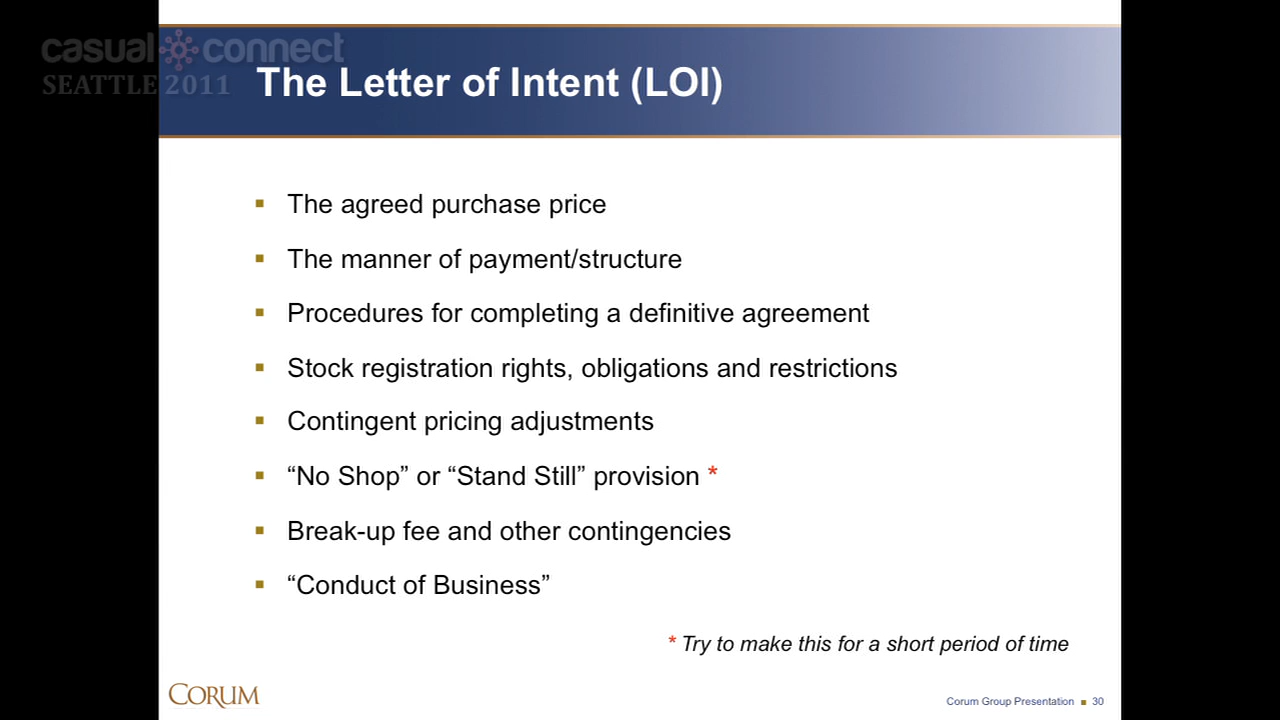 casual connect
SEATTLE 2011
The Letter of Intent (LOI)
The agreed purchase price
The manner of payment/structure
Procedures for completing a definitive agreement
Stock registration rights, obligations and restrictions
Contingent pricing adjustments
“No Shop” or “Stand Still” provision *
Break-up fee and other contingencies
“Conduct of Business”
* Try to make this for a short period of time
CORUM
Corum Group Presentation ■ 30